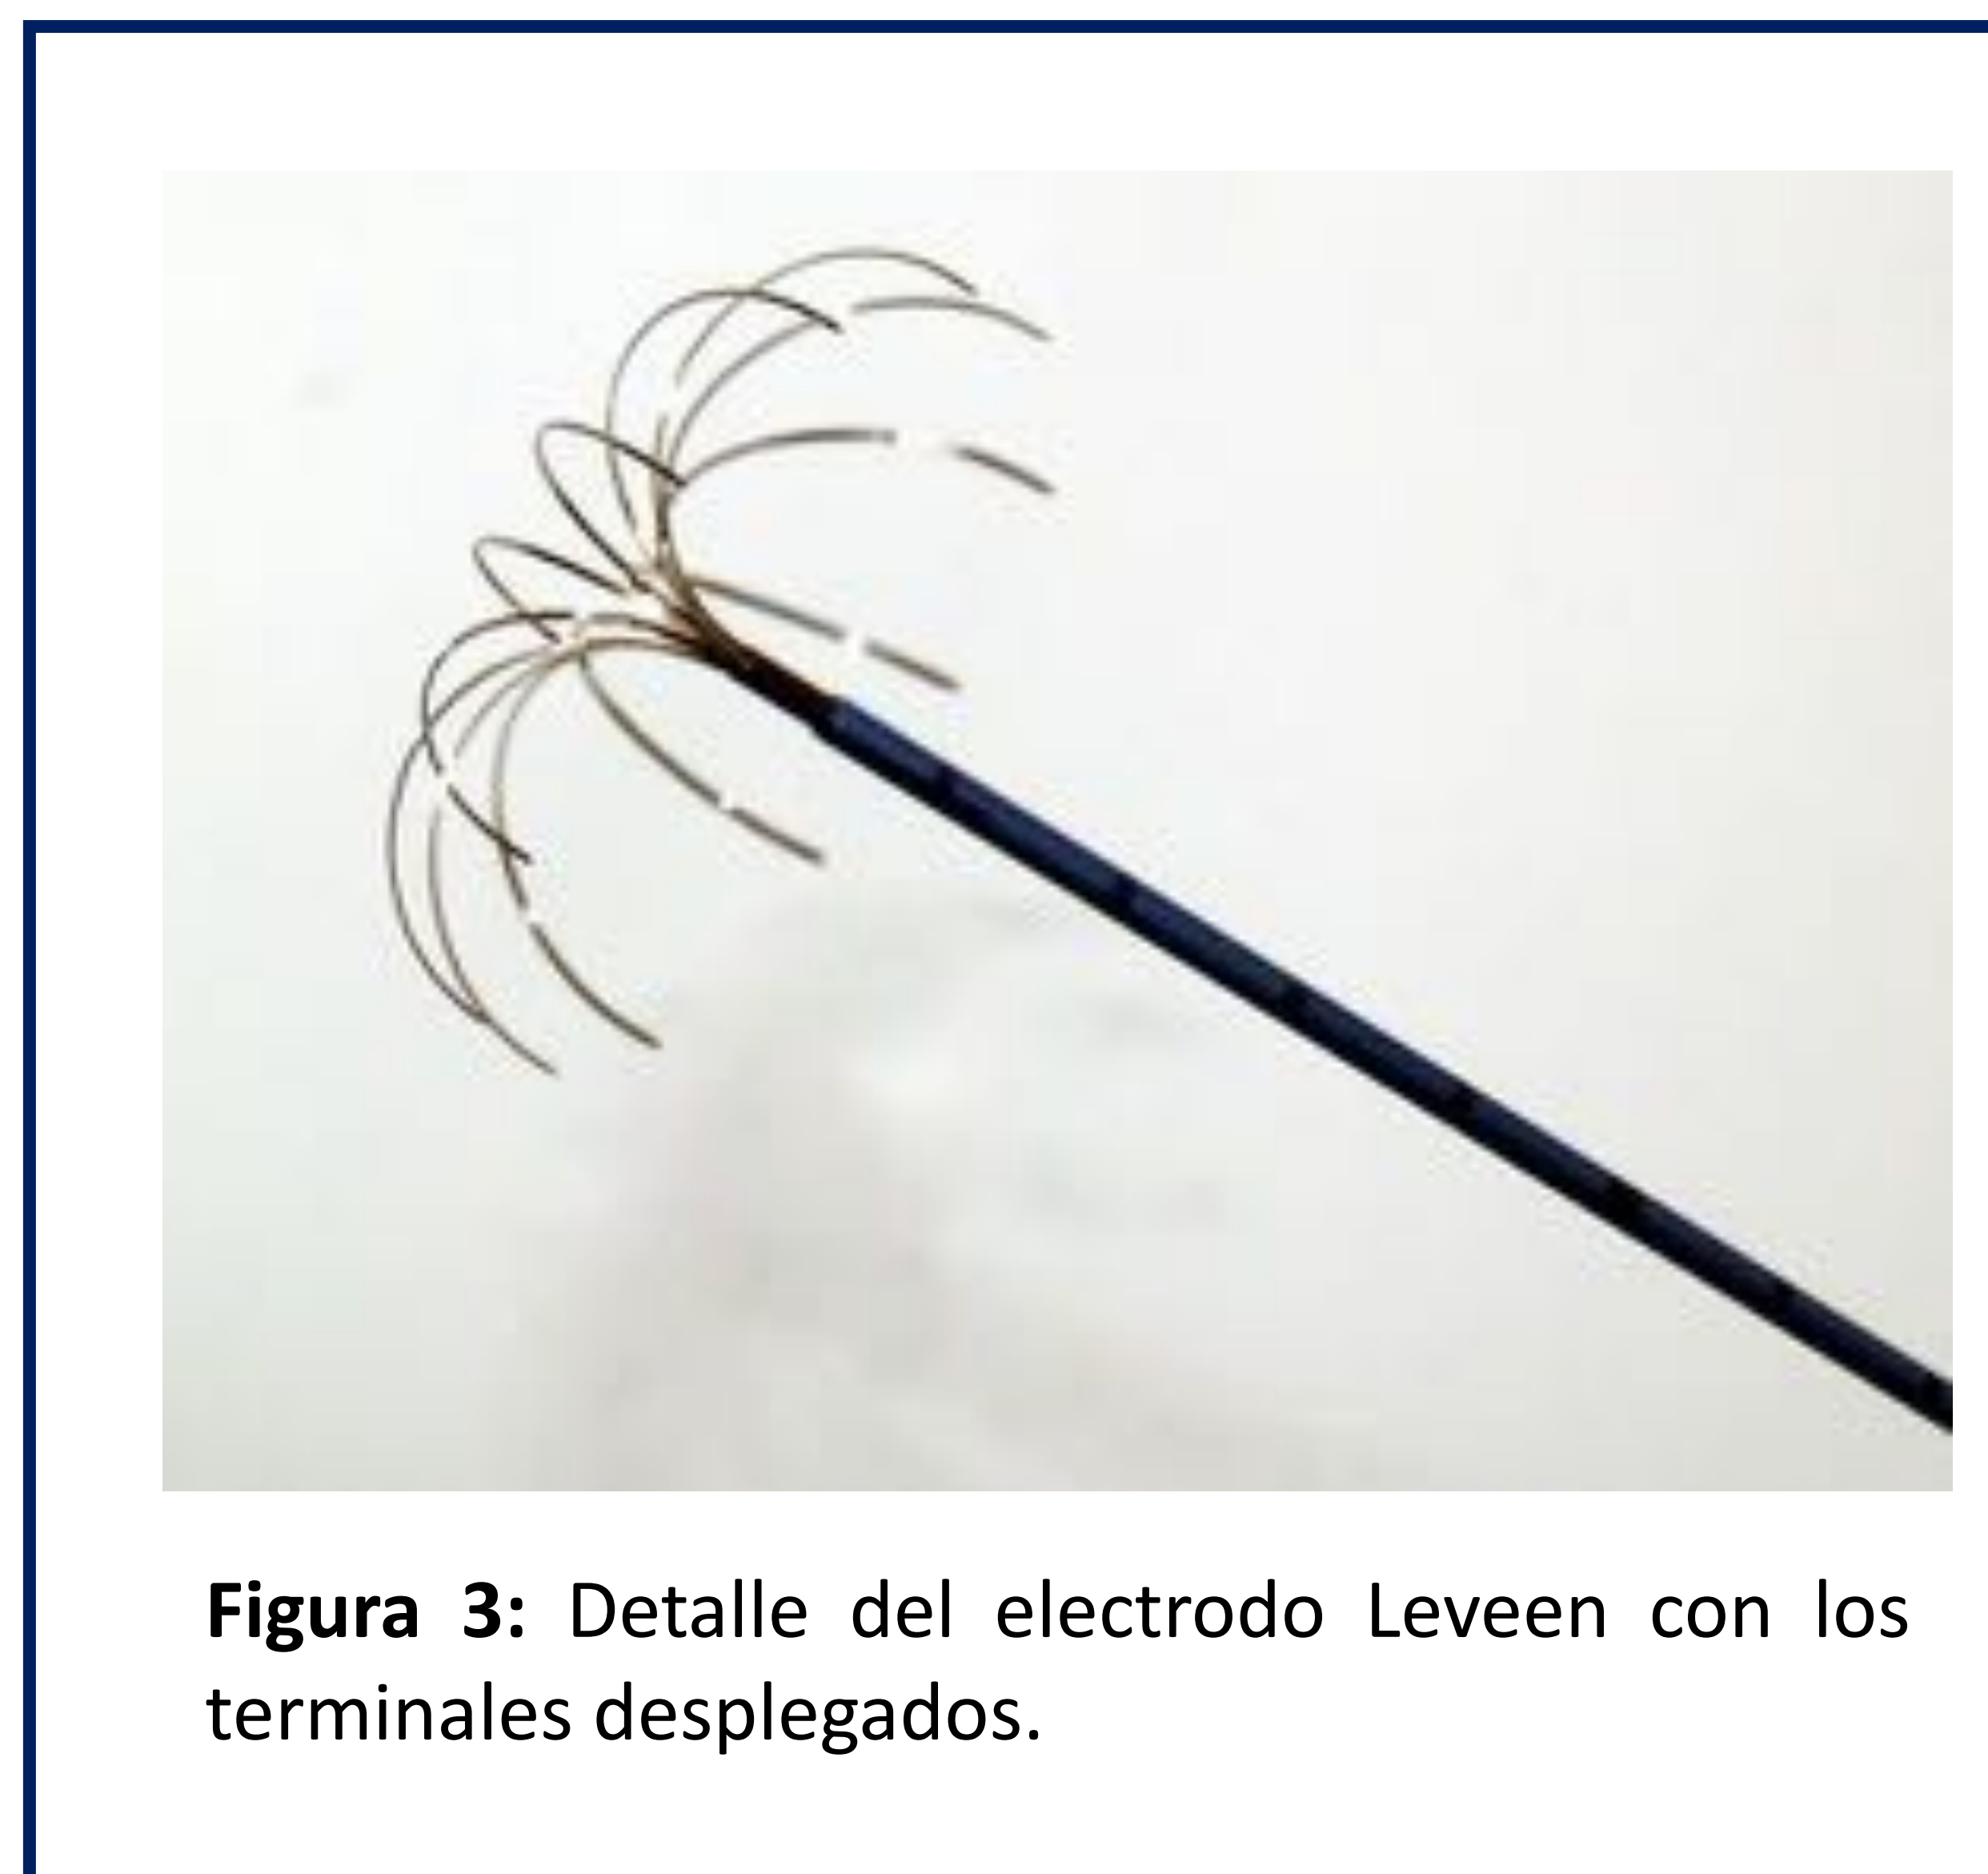 Figura 3: Detalle del electrodo Leveen con los
terminales desplegados.